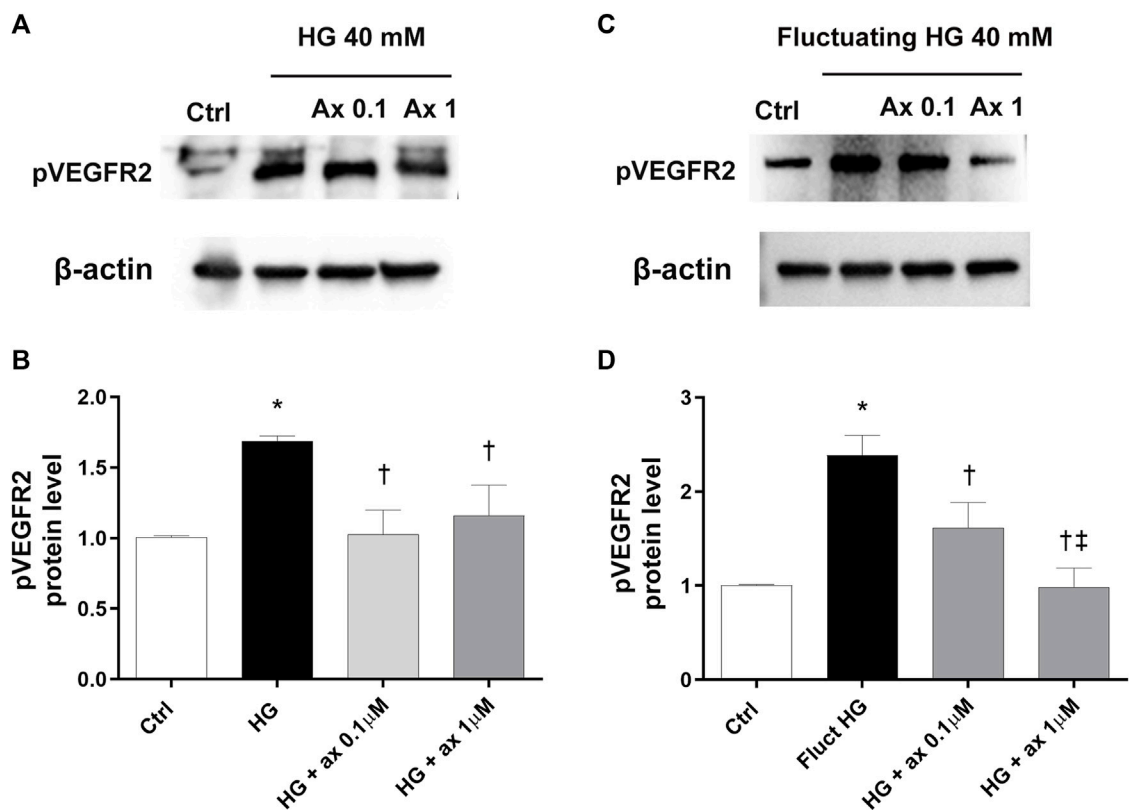 A
HG 40 mM
Ctrl Ax 0.1 Ax 1
pVEGFR2
β-actin
C
Fluctuating HG 40 mM
Ctrl Ax 0.1 Ax 1
pVEGFR2
β-actin
B
pVEGFR2
protein level
2.0
1.5
1.0
0.5
0.0
*
†
†
Ctrl
HG
HG + ax 0.1μM
HG + ax 1μM
D
pVEGFR2
protein level
3
2
1
0
*
†
†‡
Ctrl
Fluct HG
HG + ax 0.1μM
HG + ax 1μM